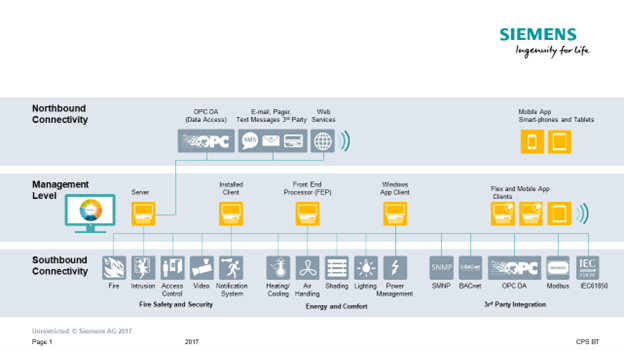 SIEMENS
Ingenuity for life
Northbound
Connectivity
OPC DA
(Data Access)
E-mail, Pager,
Text Messages 3rd Party
Web
Services
Mobile App
Smart-phones and Tablets
OPC
SMS
Management
Level
Server
Installed
Client
Front End
Processor (FEP)
Windows
App Client
Flex and Mobile App
Clients
Southbound
Connectivity
SNMP
BACnet
OPC
IEC
Fire
Intrusion
Access
Control
Video
Notification
System
Heating/
Cooling
Air
Handling
Shading
Lighting
Power
Management
SMNP
BACnet
OPC DA
Modbus
IEC61850
Fire Safety and Security
Energy and Comfort
3rd Party Integration
Unrestricted © Siemens AG 2017
Page 1
2017
CPS BT